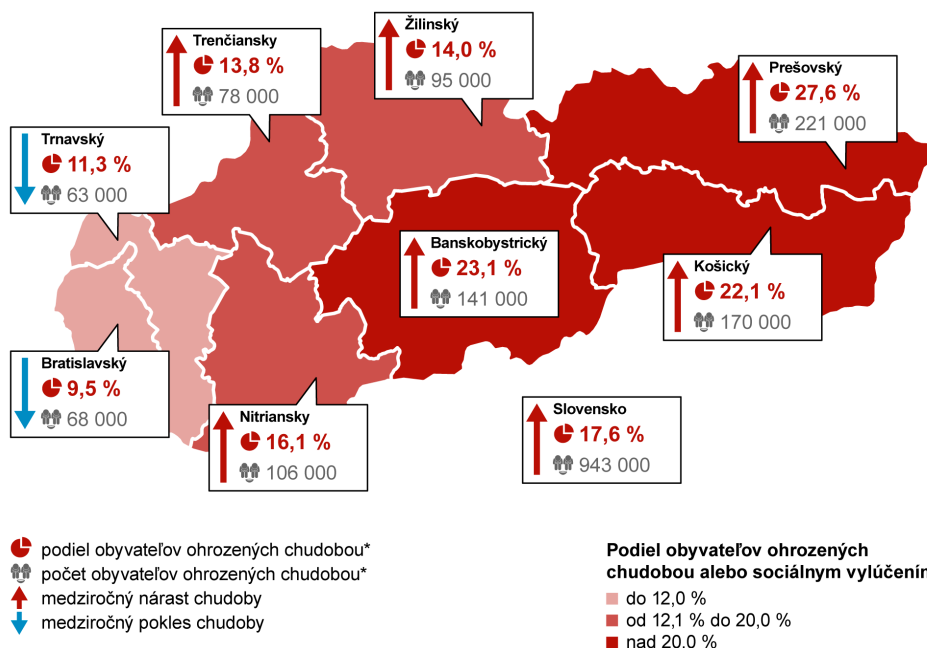 Žilinský
14,0 %
95 000
Trenčiansky
13,8 %
78 000
Prešovský
27,6 %
221 000
Trnavský
11,3 %
63 000
Banskobystrický
23,1 %
141 000
Košický
22,1 %
170 000
Bratislavský
9,5 %
68 000
Nitriansky
16,1 %
106 000
Slovensko
17,6 %
943 000
podiel obyvateľov ohrozených chudobou*
počet obyvateľov ohrozených chudobou*
medziročný nárast chudoby
medziročný pokles chudoby
Podiel obyvateľov ohrozených
chudobou alebo sociálnym vylúčením
do 12,0 %
od 12,1 % do 20,0 %
nad 20,0 %